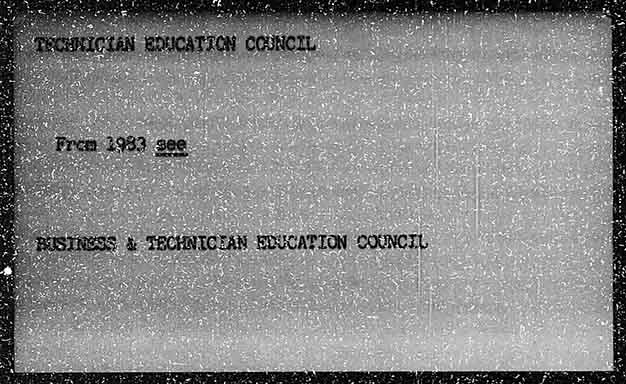 TECHNICIAN EDUCATION COUNCIL
From 1983 see
BUSINESS & TECHNICIAN EDUCATION COUNCIL